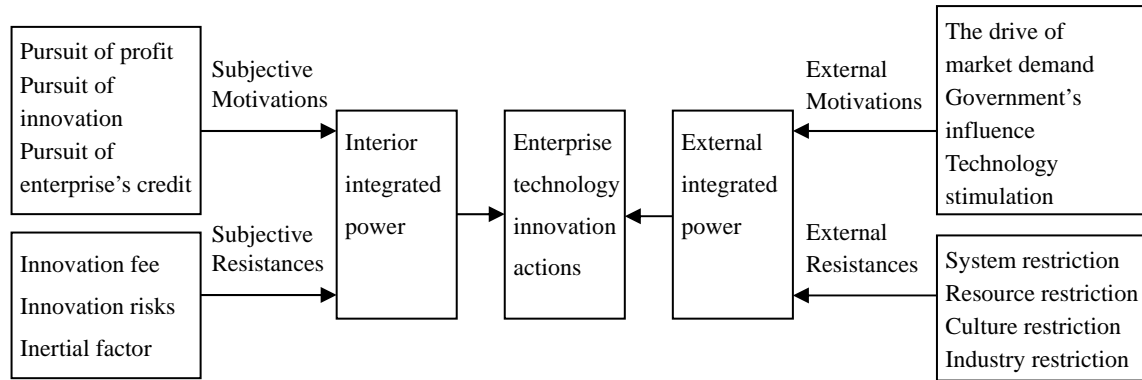 Pursuit of profit
Pursuit of
innovation
Pursuit of
enterprise’s credit
Subjective
Motivations
Innovation fee
Innovation risks
Inertial factor
Subjective
Resistances
Interior
integrated
power
Enterprise
technology
innovation
actions
External
integrated
power
External
Motivations
The drive of
market demand
Government’s
influence
Technology
stimulation
External
Resistances
System restriction
Resource restriction
Culture restriction
Industry restriction